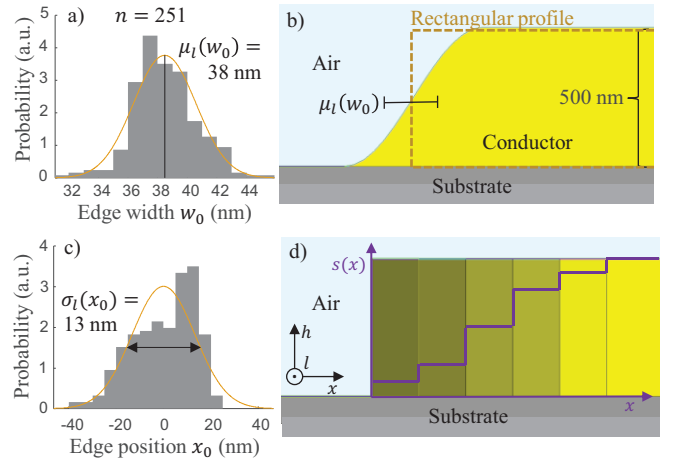 a)
n = 251
μ_l(w_0) =
38 nm
Probability (a.u.)
5
4
3
2
1
0
32 34 36 38 40 42 44
Edge width w_0 (nm)
b)
Rectangular profile
Air
μ_l(w_0)
500 nm
Conductor
Substrate
c)
σ_l(x_0) =
13 nm
Probability (a.u.)
4
3
2
1
0
-40 -20 0 20 40
Edge position x_0 (nm)
d)
s(x)
Air
h
l
x
x
Substrate